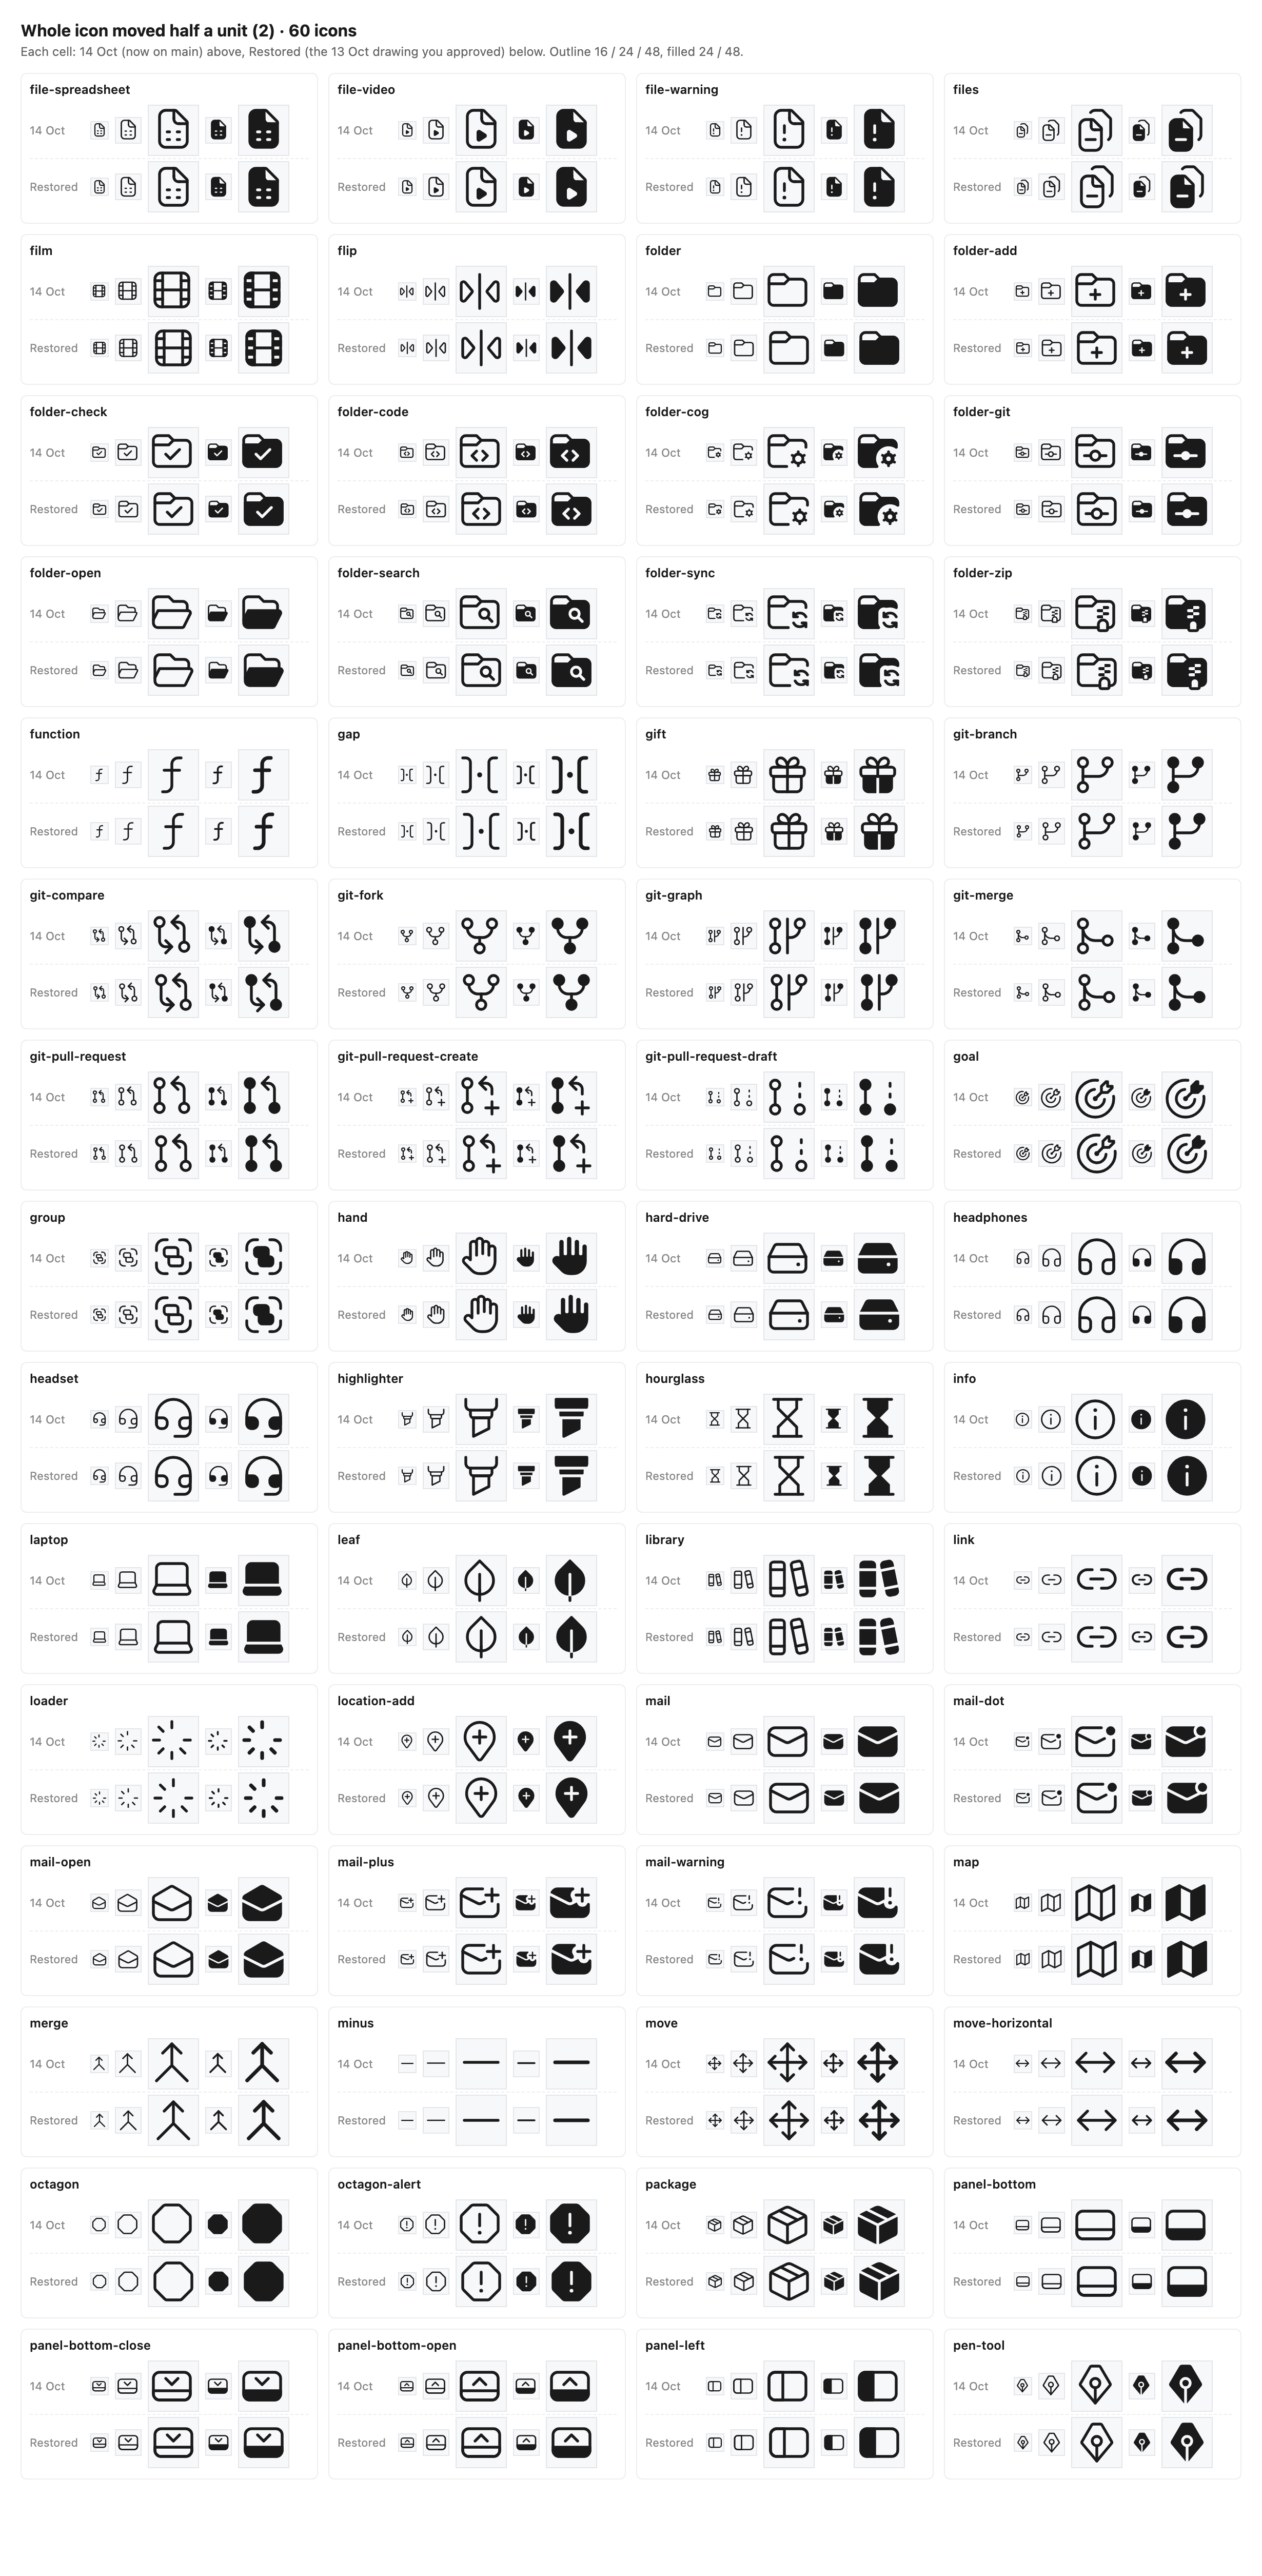 Whole icon moved half a unit (2) · 60 icons
Each cell: 14 Oct (now on main) above, Restored (the 13 Oct drawing you approved) below. Outline 16 / 24 / 48, filled 24 / 48.
file-spreadsheet
14 Oct
Restored
file-video
14 Oct
Restored
file-warning
14 Oct
Restored
files
14 Oct
Restored
film
14 Oct
Restored
flip
14 Oct
Restored
folder
14 Oct
Restored
folder-add
14 Oct
Restored
folder-check
14 Oct
Restored
folder-code
14 Oct
Restored
folder-cog
14 Oct
Restored
folder-git
14 Oct
Restored
folder-open
14 Oct
Restored
folder-search
14 Oct
Restored
folder-sync
14 Oct
Restored
folder-zip
14 Oct
Restored
function
14 Oct
Restored
gap
14 Oct
Restored
gift
14 Oct
Restored
git-branch
14 Oct
Restored
git-compare
14 Oct
Restored
git-fork
14 Oct
Restored
git-graph
14 Oct
Restored
git-merge
14 Oct
Restored
git-pull-request
14 Oct
Restored
git-pull-request-create
14 Oct
Restored
git-pull-request-draft
14 Oct
Restored
goal
14 Oct
Restored
group
14 Oct
Restored
hand
14 Oct
Restored
hard-drive
14 Oct
Restored
headphones
14 Oct
Restored
headset
14 Oct
Restored
highlighter
14 Oct
Restored
hourglass
14 Oct
Restored
info
14 Oct
Restored
laptop
14 Oct
Restored
leaf
14 Oct
Restored
library
14 Oct
Restored
link
14 Oct
Restored
loader
14 Oct
Restored
location-add
14 Oct
Restored
mail
14 Oct
Restored
mail-dot
14 Oct
Restored
mail-open
14 Oct
Restored
mail-plus
14 Oct
Restored
mail-warning
14 Oct
Restored
map
14 Oct
Restored
merge
14 Oct
Restored
minus
14 Oct
Restored
move
14 Oct
Restored
move-horizontal
14 Oct
Restored
octagon
14 Oct
Restored
octagon-alert
14 Oct
Restored
package
14 Oct
Restored
panel-bottom
14 Oct
Restored
panel-bottom-close
14 Oct
Restored
panel-bottom-open
14 Oct
Restored
panel-left
14 Oct
Restored
pen-tool
14 Oct
Restored